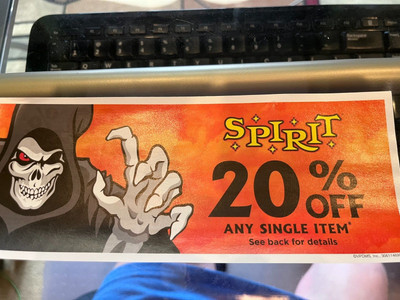 SPIRIT
20% OFF
ANY SINGLE ITEM*
See back for details